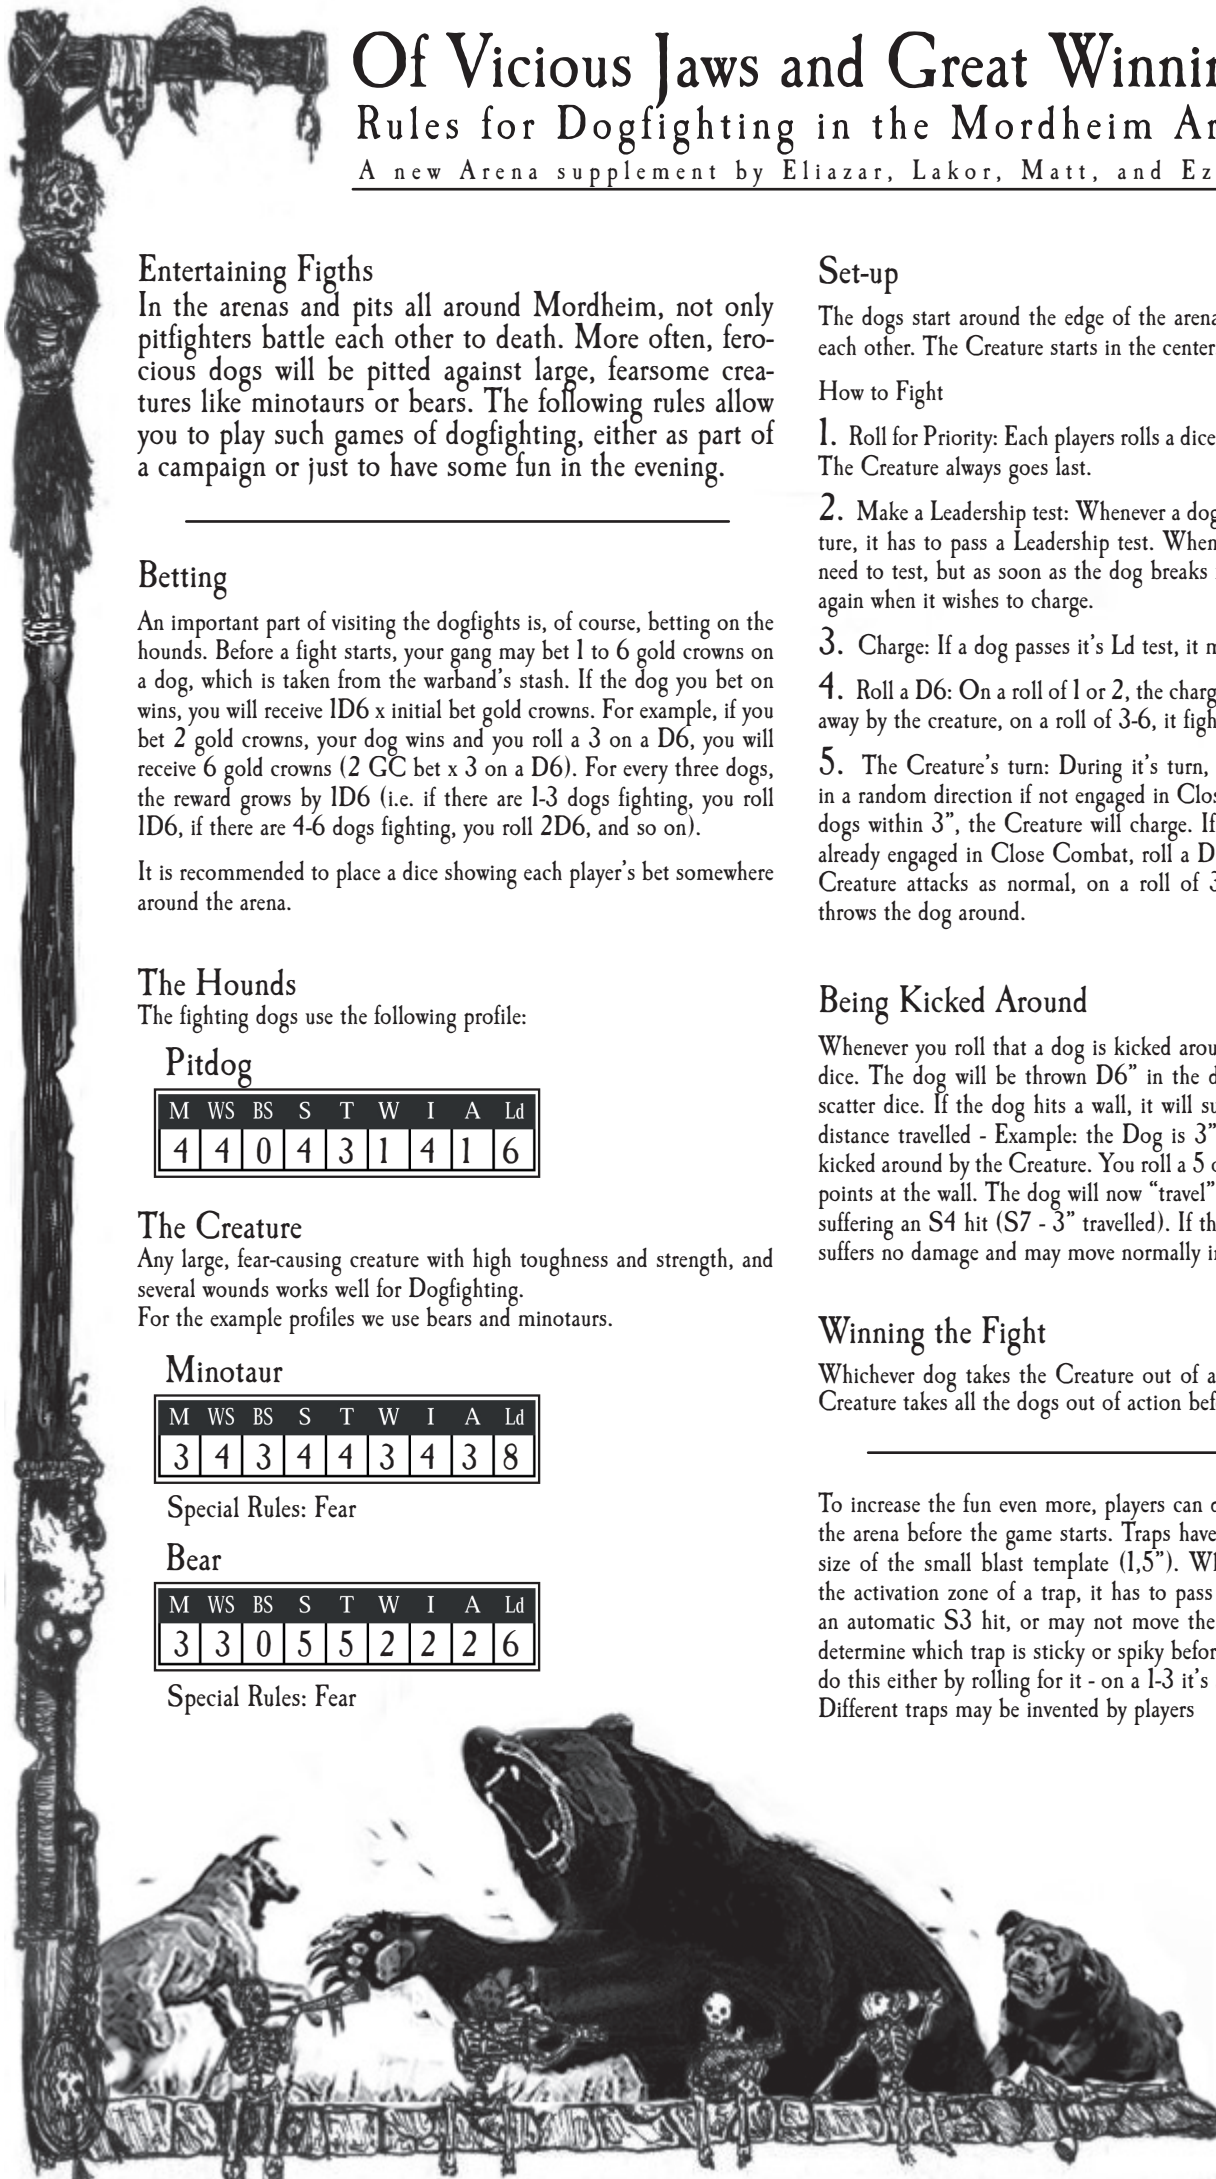 Of Vicious Jaws and Great
Rules for Dogfighting in the Mordheim
A new Arena supplement by Eliazar, Lakor, Matt, and
Entertaining Figths
In the arenas and pits all around Mordheim, not only
pitfighters battle each other to death. More often, fero-
cious dogs will be pitted against large, fearsome crea-
tures like minotaurs or bears. The following rules allow
you to play such games of dogfighting, either as part of
a campaign or just to have some fun in the evening.
Betting
An important part of visiting the dogfights is, of course, betting on the
hounds. Before a fight starts, your gang may bet 1 to 6 gold crowns on
a dog, which is taken from the warband's stash. If the dog you bet on
wins, you will receive 1D6 x initial bet gold crowns. For example, if you
bet 2 gold crowns, your dog wins and you roll a 3 on a D6, you will
receive 6 gold crowns (2 GC bet x 3 on a D6). For every three dogs,
the reward grows by 1D6 (i.e. if there are 1-3 dogs fighting, you roll
1D6, if there are 4-6 dogs fighting, you roll 2D6, and so on).
It is recommended to place a dice showing each player's bet somewhere
around the arena.
The Hounds
The fighting dogs use the following profile:
Pitdog
M WS BS S T W I A Ld
4 4 0 4 3 1 4 1 6
The Creature
Any large, fear-causing creature with high toughness and strength, and
several wounds works well for Dogfighting.
For the example profiles we use bears and minotaurs.
Minotaur
M WS BS S T W I A Ld
3 4 3 4 4 3 4 3 8
Special Rules: Fear
Bear
M WS BS S T W I A Ld
3 3 0 5 5 2 2 2 6
Special Rules: Fear
Set-up
The dogs start around the edge of the arena
each other. The Creature starts in the center
How to Fight
1. Roll for Priority: Each players rolls a dice
The Creature always goes last.
2. Make a Leadership test: Whenever a dog
ture, it has to pass a Leadership test. When
need to test, but as soon as the dog breaks
again when it wishes to charge.
3. Charge: If a dog passes it's Ld test, it
4. Roll a D6: On a roll of 1 or 2, the
away by the creature, on a roll of 3-6, it
5. The Creature's turn: During it's turn,
in a random direction if not engaged in
dogs within 3", the Creature will charge. If
already engaged in Close Combat, roll a
Creature attacks as normal, on a roll of
throws the dog around.
Being Kicked Around
Whenever you roll that a dog is kicked
dice. The dog will be thrown D6" in the
scatter dice. If the dog hits a wall, it will
distance travelled - Example: the Dog is 3"
kicked around by the Creature. You roll a 5
points at the wall. The dog will now "travel"
suffering an S4 hit (S7 - 3" travelled). If
suffers no damage and may move normally
Winning the Fight
Whichever dog takes the Creature out of
Creature takes all the dogs out of action
To increase the fun even more, players can
the arena before the game starts. Traps have
size of the small blast template (1,5").
the activation zone of a trap, it has to pass
an automatic S3 hit, or may not move the
determine which trap is sticky or spiky
do this either by rolling for it - on a 1-3 it's
Different traps may be invented by players